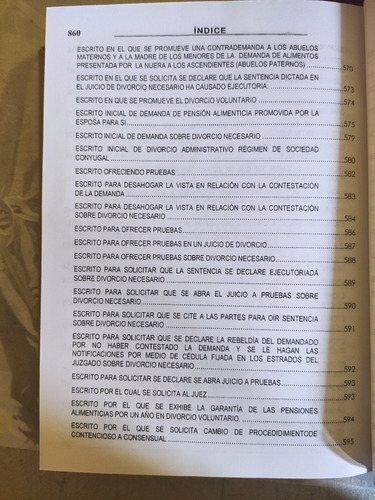 860 ÍNDICE
ESCRITO EN EL QUE SE PROMUEVE UNA CONTRADEMANDA A LOS ABUELOS
MATERNOS Y A LA MADRE DE LOS MENORES DE LA DEMANDA DE ALIMENTOS
PRESENTADA POR LA NUERA A LOS ASCENDIENTES (ABUELOS PATERNOS) ....570
ESCRITO EN EL QUE SE SOLICITA SE DECLARE QUE LA SENTENCIA DICTADA EN
EL JUICIO DE DIVORCIO NECESARIO HA CAUSADO EJECUTORIA. ....573
ESCRITO EN QUE SE PROMUEVE EL DIVORCIO VOLUNTARIO ....574
ESCRITO INICIAL DE DEMANDA DE PENSIÓN ALIMENTICIA PROMOVIDA POR LA
ESPOSA PARA SI ....575
ESCRITO INICIAL DE DEMANDA SOBRE DIVORCIO NECESARIO ....579
ESCRITO INICIAL DE DIVORCIO ADMINISTRATIVO RÉGIMEN DE SOCIEDAD
CONYUGAL ....580
ESCRITO OFRECIENDO PRUEBAS ....582
ESCRITO PARA DESAHOGAR LA VISTA EN RELACIÓN CON LA CONTESTACIÓN
DE LA DEMANDA ....583
ESCRITO PARA DESAHOGAR LA VISTA EN RELACIÓN CON LA CONTESTACIÓN
SOBRE DIVORCIO NECESARIO ....584
ESCRITO PARA OFRECER PRUEBAS ....586
ESCRITO PARA OFRECER PRUEBAS EN UN JUICIO DE DIVORCIO ....587
ESCRITO PARA OFRECER PRUEBAS SOBRE DIVORCIO NECESARIO ....588
ESCRITO PARA SOLICITAR QUE LA SENTENCIA SE DECLARE EJECUTORIADA
SOBRE DIVORCIO NECESARIO ....589
ESCRITO PARA SOLICITAR QUE SE ABRA EL JUICIO A PRUEBAS SOBRE
DIVORCIO NECESARIO ....590
ESCRITO PARA SOLICITAR QUE SE CITE A LAS PARTES PARA OÍR SENTENCIA
SOBRE DIVORCIO NECESARIO ....591
ESCRITO PARA SOLICITAR QUE SE DECLARE LA REBELDÍA DEL DEMANDADO
POR NO HABER CONTESTADO LA DEMANDA Y SE LE HAGAN LAS
NOTIFICACIONES POR MEDIO DE CÉDULA FIJADA EN LOS ESTRADOS DEL
JUZGADO SOBRE DIVORCIO NECESARIO ....592
ESCRITO PARA SOLICITAR SE DECLARE SE ABRA JUICIO A PRUEBAS ....593
ESCRITO POR EL CUAL SE SOLICITA AL JUEZ ....593
ESCRITO POR EL QUE SE EXHIBE LA GARANTÍA DE LAS PENSIONES
ALIMENTICIAS POR UN AÑO EN DIVORCIO VOLUNTARIO. ....594
ESCRITO POR EL QUE SE SOLICITA CAMBIO DE PROCEDIDIMIENTODE
CONTENCIOSO A CONSENSUAL ....595